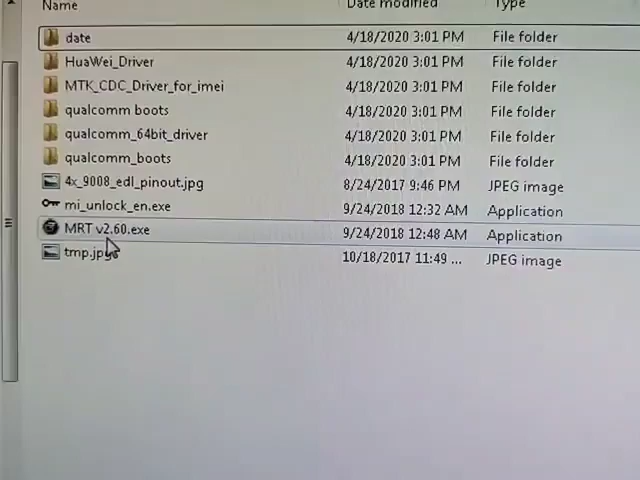 Name Date modified Type
date 4/18/2020 3:01 PM File folder
HuaWei_Driver 4/18/2020 3:01 PM File folder
MTK_CDC_Driver_for_imei 4/18/2020 3:01 PM File folder
qualcomm boots 4/18/2020 3:01 PM File folder
qualcomm_64bit_driver 4/18/2020 3:01 PM File folder
qualcomm_boots 4/18/2020 3:01 PM File folder
4x_9008_edl_pinout.jpg 8/24/2017 9:46 PM JPEG image
mi_unlock_en.exe 9/24/2018 12:32 AM Application
MRT v2.60.exe 9/24/2018 12:48 AM Application
tmp.jpg 10/18/2017 11:49 ... JPEG image